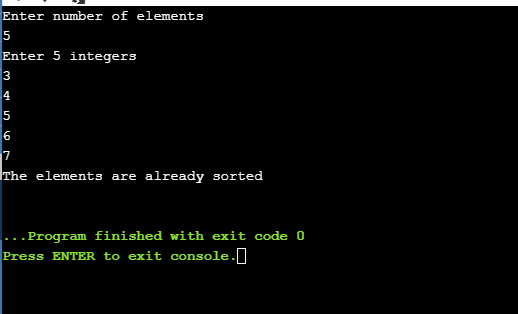 Enter number of elements
5
Enter 5 integers
3
4
5
6
7
The elements are already sorted
...Program finished with exit code 0
Press ENTER to exit console.